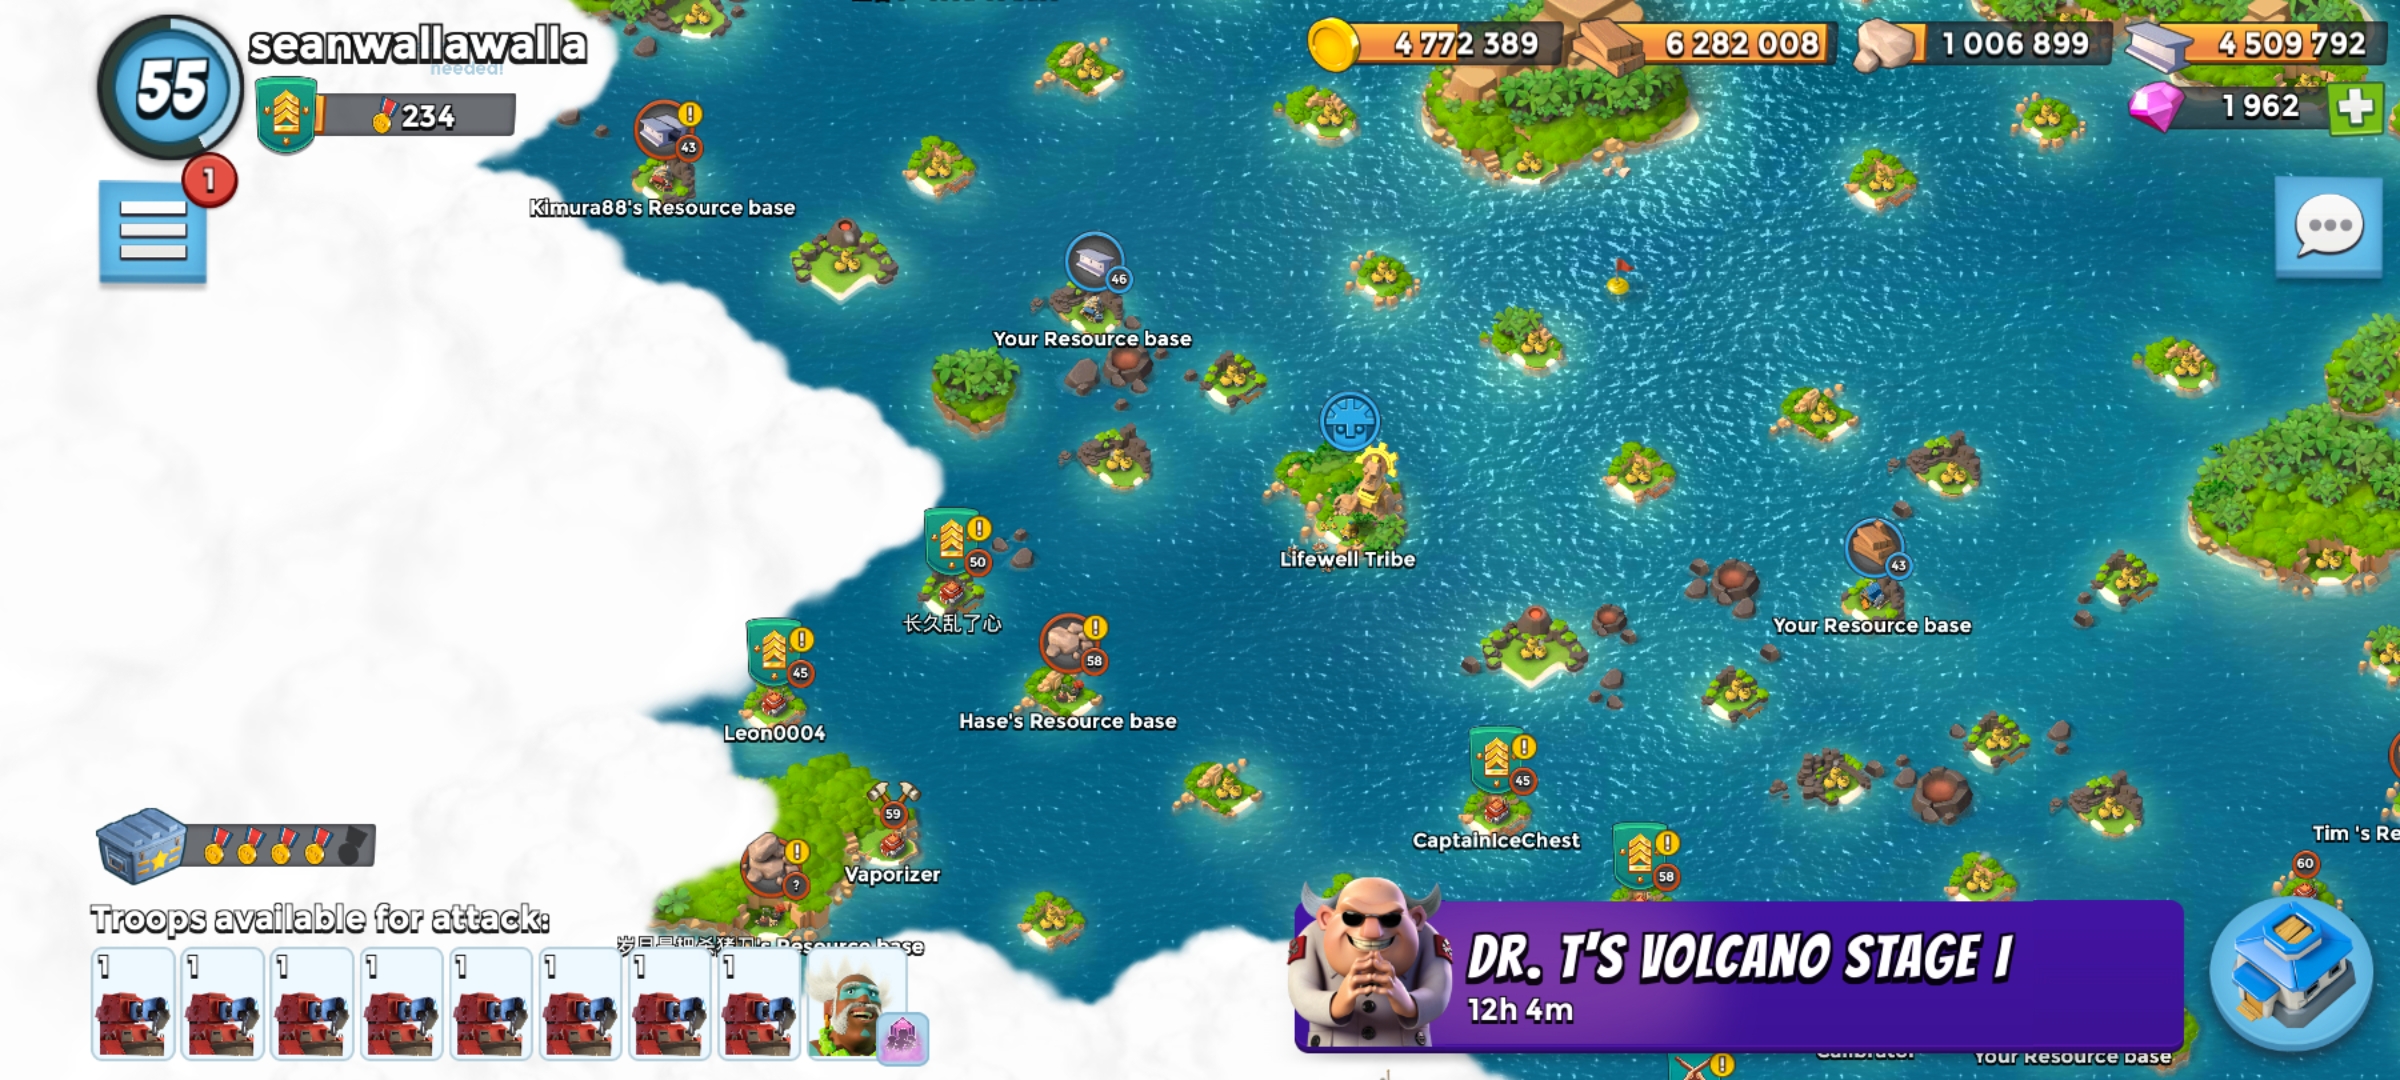 55
seanwallawalla
needed!
234
4 772 389
6 282 008
1 006 899
4 509 792
1 962
1
43
Kimura88's Resource base
46
Your Resource base
Lifewell Tribe
50
长久乱了心
43
Your Resource base
45
Leon0004
58
Hase's Resource base
45
CaptainIceChest
58
59
Vaporizer
?
's Resource base
Tim 's Re
60
Troops available for attack:
1 1 1 1 1 1 1 1
DR. T'S VOLCANO STAGE I
12h 4m
Your Resource base